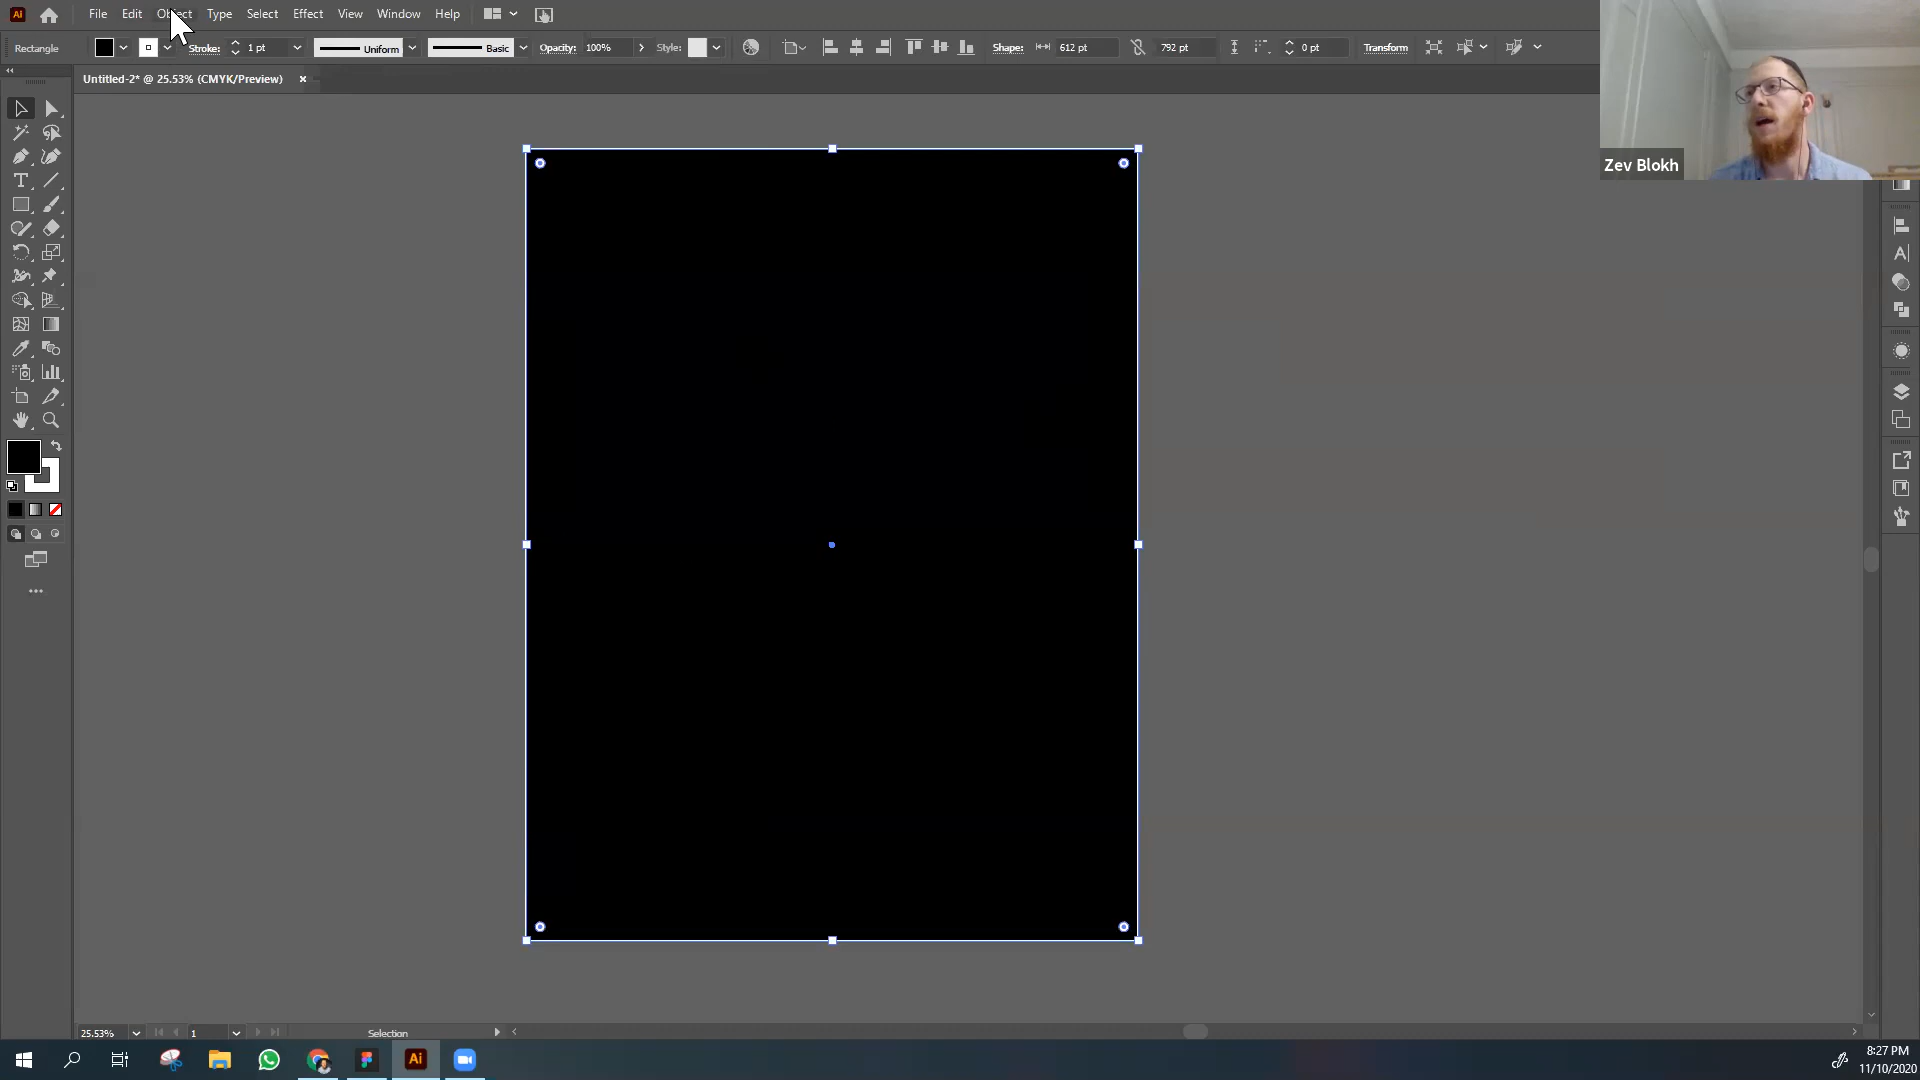 Ai File Edit Object Type Select Effect View Window Help
Rectangle Stroke: 1 pt Uniform Basic Opacity: 100% Style: Shape: 612 pt 792 pt 0 pt Transform
Untitled-2* @ 25.53% (CMYK/Preview) ×
Zev Blokh
25.53% 1 Selection
Ai
8:27 PM
11/10/2020